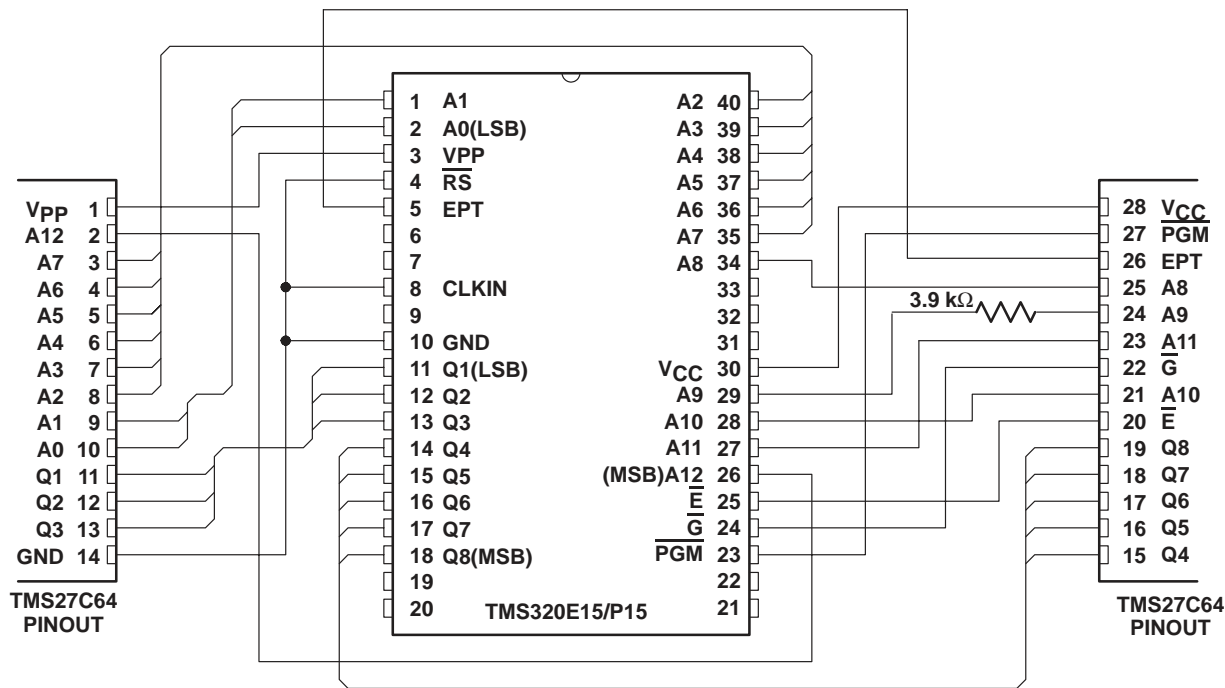 VPP 1
A12 2
A7 3
A6 4
A5 5
A4 6
A3 7
A2 8
A1 9
A0 10
Q1 11
Q2 12
Q3 13
GND 14
TMS27C64
PINOUT
1 A1
2 A0(LSB)
3 VPP
4 RS
5 EPT
6
7
8 CLKIN
9
10 GND
11 Q1(LSB)
12 Q2
13 Q3
14 Q4
15 Q5
16 Q6
17 Q7
18 Q8(MSB)
19
20
A2 40
A3 39
A4 38
A5 37
A6 36
A7 35
A8 34
33
32
31
VCC 30
A9 29
A10 28
A11 27
(MSB)A12 26
E 25
G 24
PGM 23
22
21
TMS320E15/P15
3.9 kΩ
28 VCC
27 PGM
26 EPT
25 A8
24 A9
23 A11
22 G
21 A10
20 E
19 Q8
18 Q7
17 Q6
16 Q5
15 Q4
TMS27C64
PINOUT